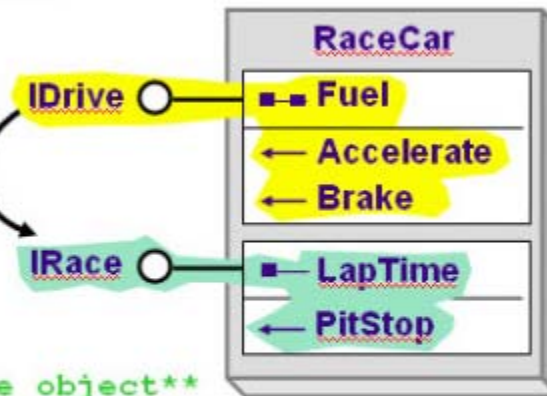 RaceCar
IDrive
Fuel
Accelerate
Brake
IRace
LapTime
PitStop
e object**